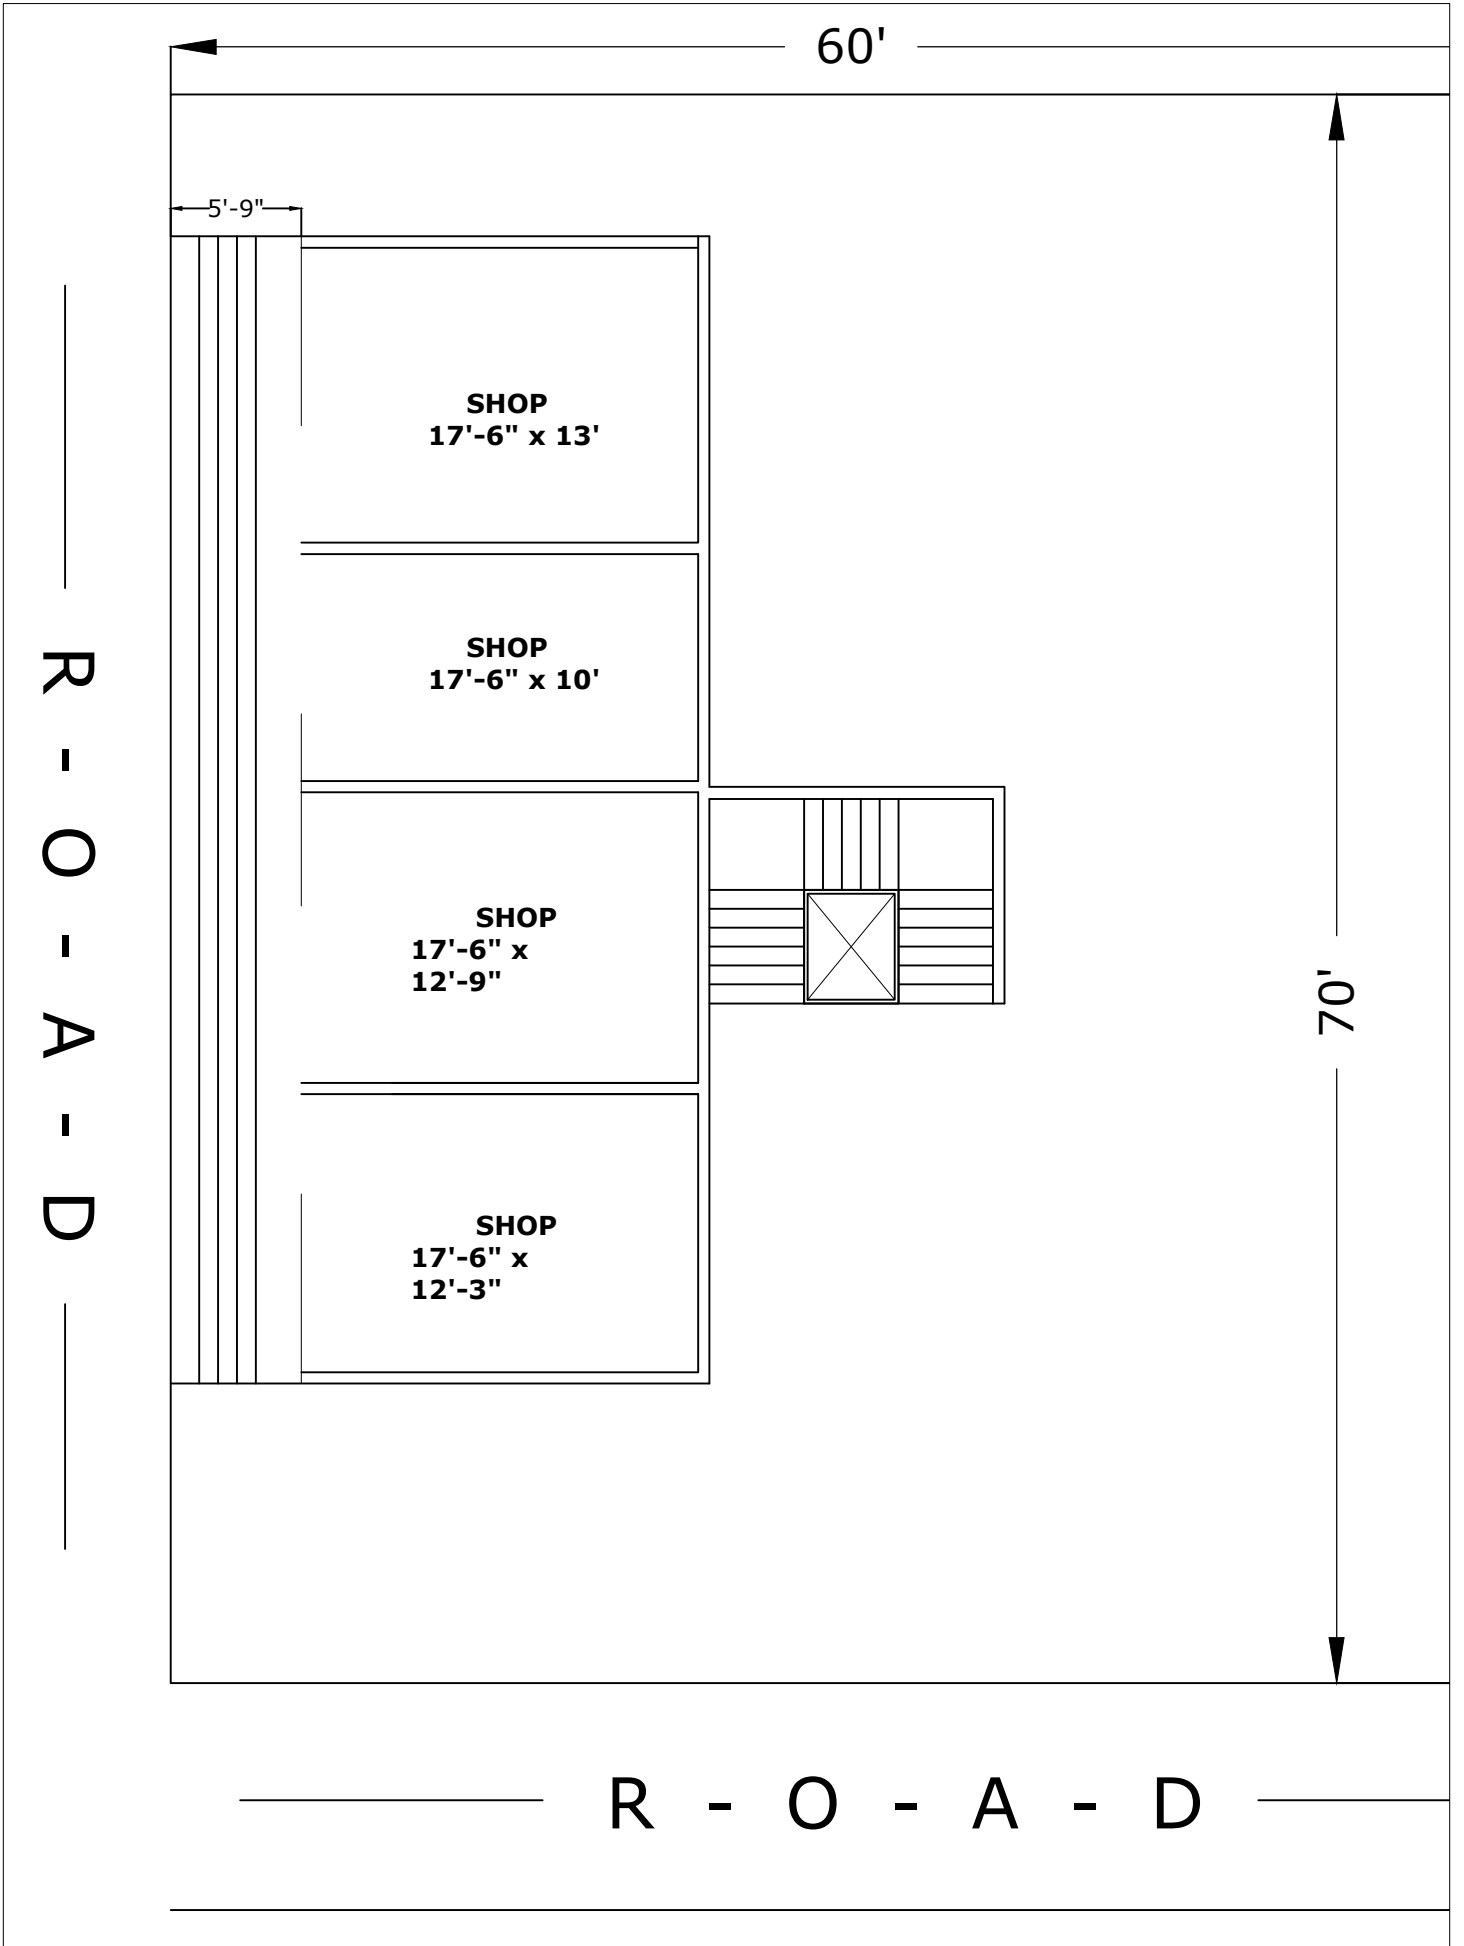 60'
5'-9"
SHOP
17'-6" x 13'
SHOP
17'-6" x 10'
SHOP
17'-6" x
12'-9"
SHOP
17'-6" x
12'-3"
R - O - A - D
70'
R - O - A - D